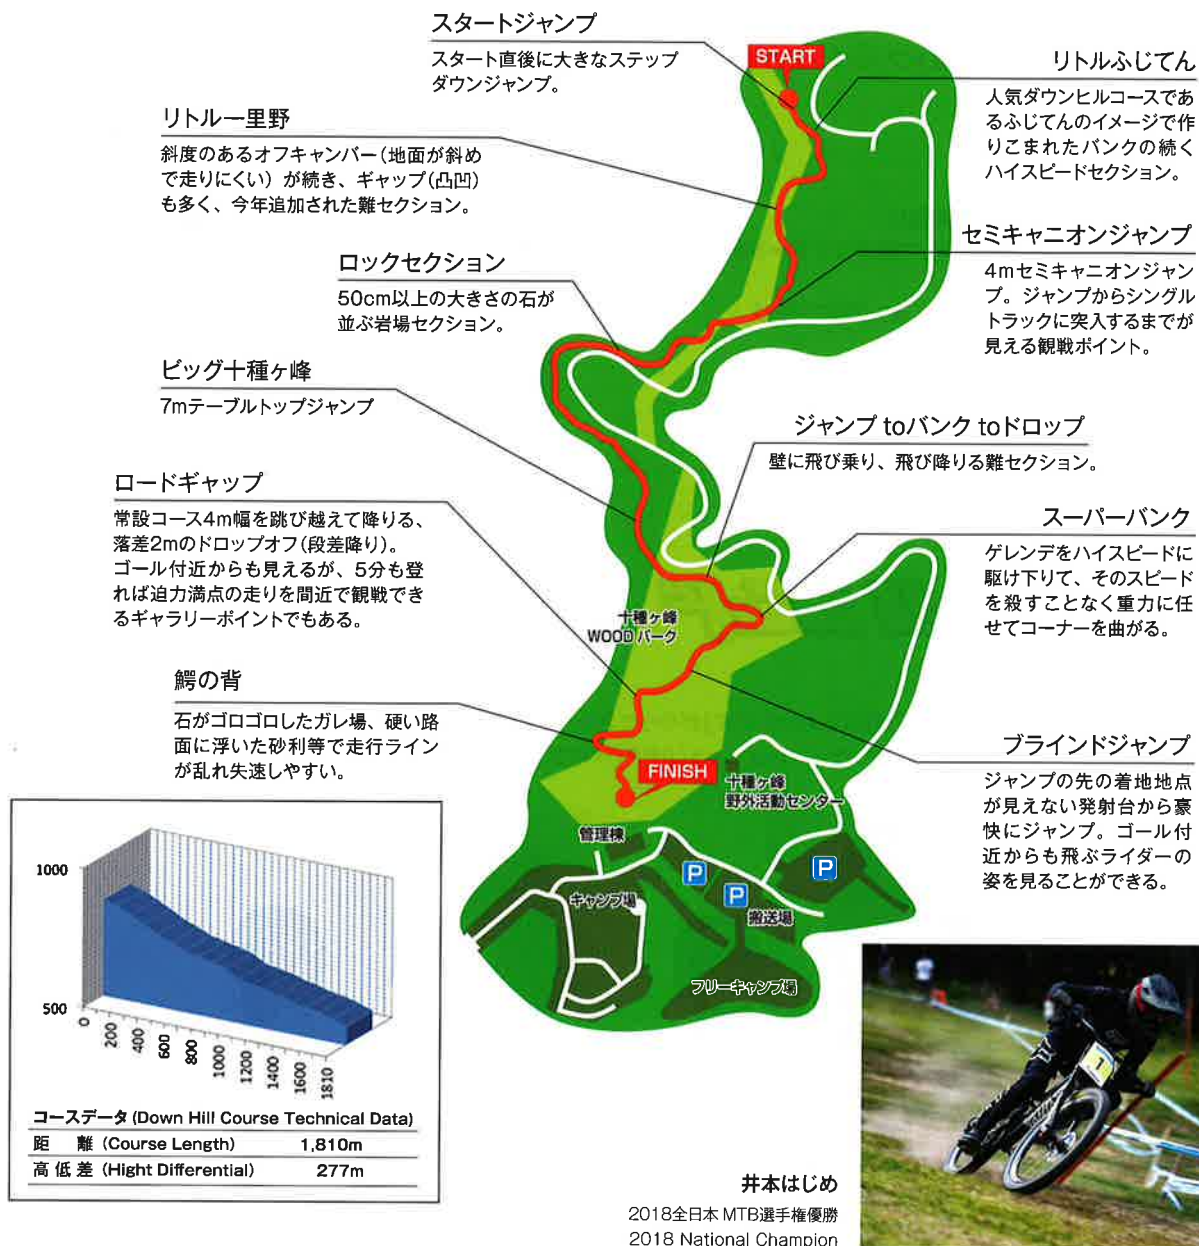 スタートジャンプ
スタート直後に大きなステップ
ダウンジャンプ。
START
リトルふじてん
人気ダウンヒルコースであ
るふじてんのイメージで作
りこまれたバンクの続く
ハイスピードセクション。
リトル一里野
斜度のあるオフキャンバー（地面が斜め
で走りにくい）が続き、ギャップ（凸凹）
も多く、今年追加された難セクション。
セミキャニオンジャンプ
4mセミキャニオンジャン
プ。ジャンプからシングル
トラックに突入するまでが
見える観戦ポイント。
ロックセクション
50cm以上の大きさの石が
並ぶ岩場セクション。
ビッグ十種ヶ峰
7mテーブルトップジャンプ
ジャンプ toバンク toドロップ
壁に飛び乗り、飛び降りる難セクション。
ロードギャップ
常設コース4m幅を跳び越えて降りる、
落差2mのドロップオフ（段差降り）。
ゴール付近からも見えるが、5分も登
れば迫力満点の走りを間近で観戦でき
るギャラリーポイントでもある。
スーパーバンク
ゲレンデをハイスピードに
駆け下りて、そのスピード
を殺すことなく重力に任
せてコーナーを曲がる。
十種ヶ峰
WOOD パーク
鰐の背
石がゴロゴロしたガレ場、硬い路
面に浮いた砂利等で走行ライン
が乱れ失速しやすい。
ブラインドジャンプ
ジャンプの先の着地地点
が見えない発射台から豪
快にジャンプ。ゴール付
近からも飛ぶライダーの
姿を見ることができる。
FINISH
十種ヶ峰
野外活動センター
管理棟
P
P
P
キャンプ場
搬送場
フリーキャンプ場
1000
500
0
200
400
600
800
1000
1200
1400
1600
1810
コースデータ (Down Hill Course Technical Data)
距 離 (Course Length) 1,810m
高低差 (Hight Differential) 277m
1
井本はじめ
2018全日本 MTB選手権優勝
2018 National Champion